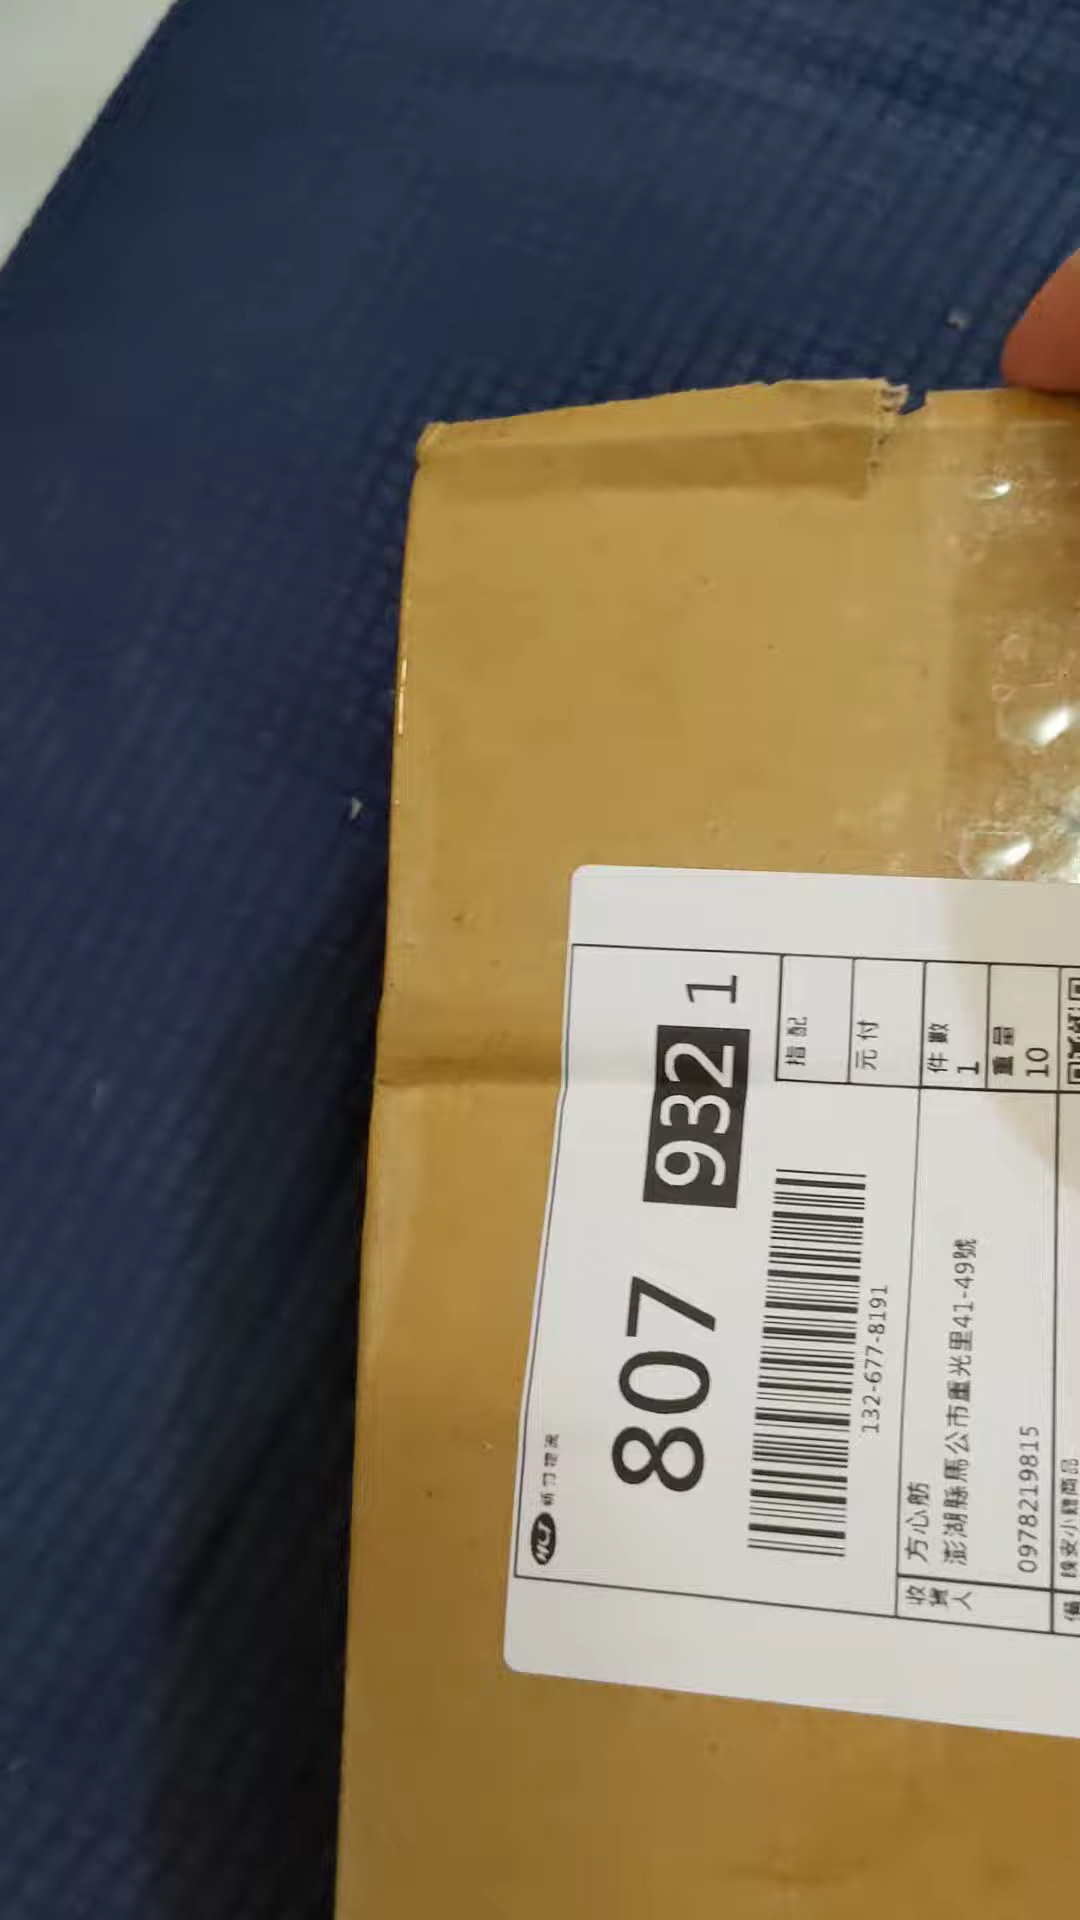 HCT 新竹物流
807 932 1
132-677-8191
指配
元付
件數
1
重量
10
收貨人
方心舫
澎湖縣馬公市重光里41-49號
0978219815
備